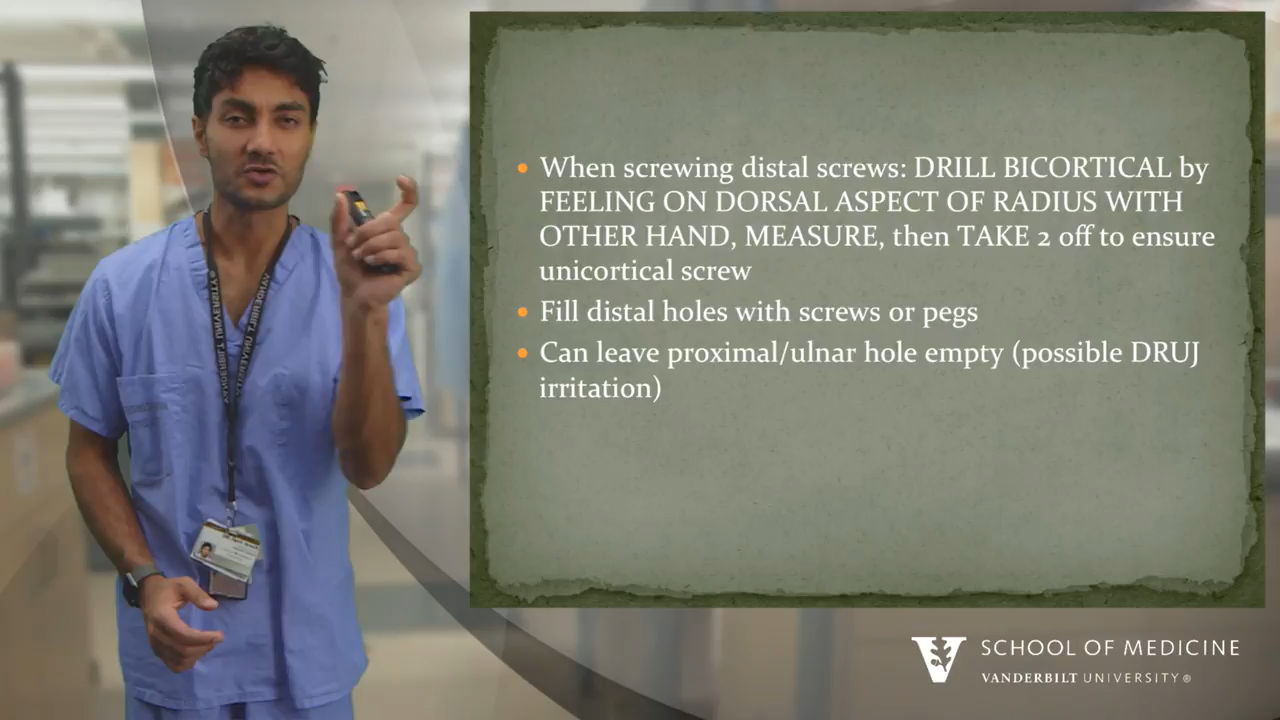 When screwing distal screws: DRILL BICORTICAL by
FEELING ON DORSAL ASPECT OF RADIUS WITH
OTHER HAND, MEASURE, then TAKE 2 off to ensure
unicortical screw
Fill distal holes with screws or pegs
Can leave proximal/ulnar hole empty (possible DRUJ
irritation)
SCHOOL OF MEDICINE
VANDERBILT UNIVERSITY®
VANDERBILT UNIVERSITY